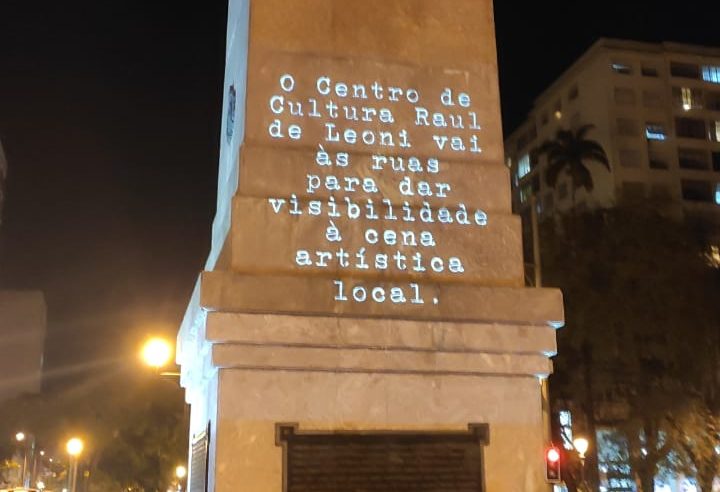 O Centro de
Cultura Raul
de Leoni vai
às ruas
para dar
visibilidade
à cena
artística
local.